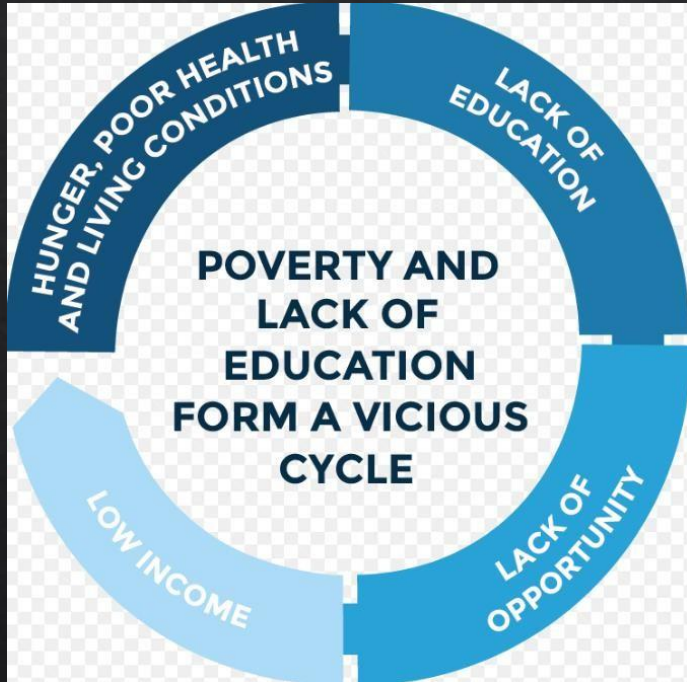 HUNGER, POOR HEALTH
AND LIVING CONDITIONS
LACK OF
EDUCATION
POVERTY AND
LACK OF
EDUCATION
FORM A VICIOUS
CYCLE
LACK OF
OPPORTUNITY
LOW INCOME